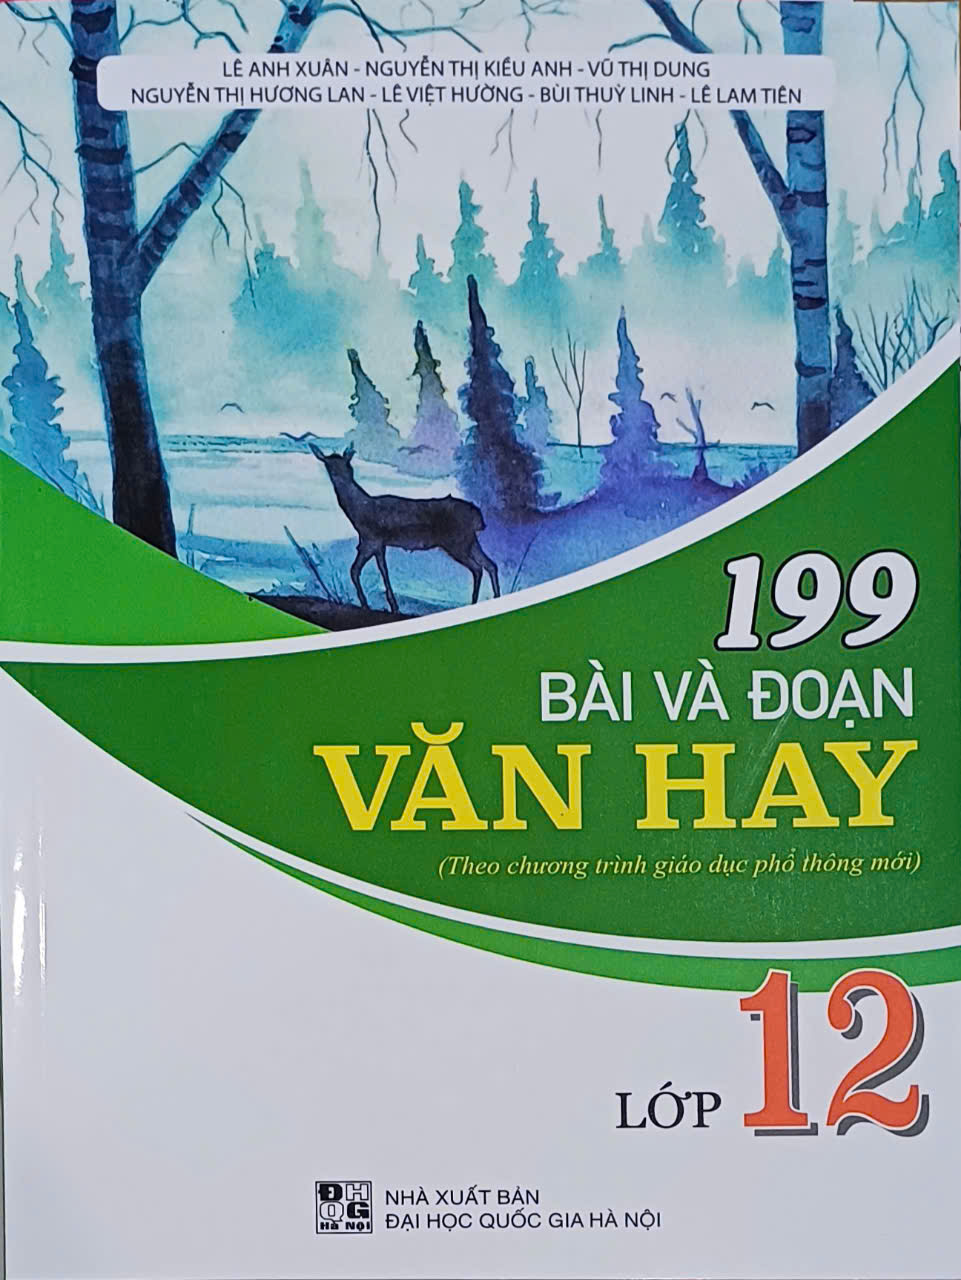 LÊ ANH XUÂN - NGUYỄN THỊ KIỀU ANH - VŨ THỊ DUNG
NGUYỄN THỊ HƯƠNG LAN - LÊ VIỆT HƯỜNG - BÙI THUỲ LINH - LÊ LAM TIÊN
199
BÀI VÀ ĐOẠN
VĂN HAY
(Theo chương trình giáo dục phổ thông mới)
LỚP 12
ĐH
QG
HÀ NỘI
NHÀ XUẤT BẢN
ĐẠI HỌC QUỐC GIA HÀ NỘI